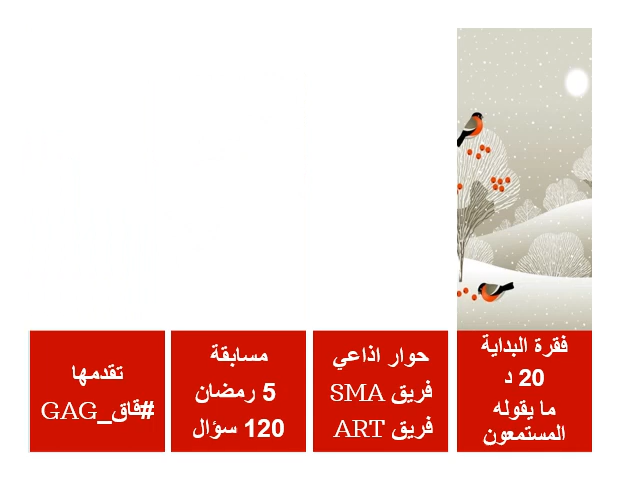 فقرة البداية
20 د
ما يقوله
المستمعون
حوار اذاعي
فريق SMA
فريق ART
مسابقة
5 رمضان
120 سؤال
تقدمها
#قاق_GAG